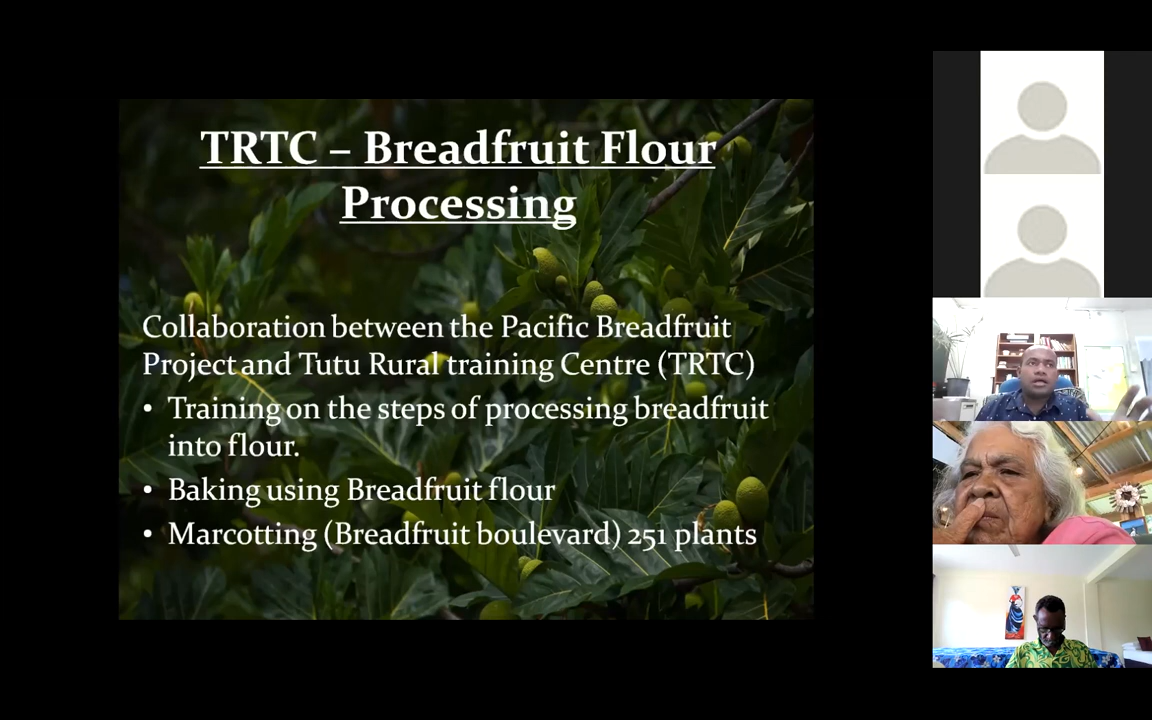 TRTC – Breadfruit Flour
Processing
Collaboration between the Pacific Breadfruit
Project and Tutu Rural training Centre (TRTC)
• Training on the steps of processing breadfruit
into flour.
• Baking using Breadfruit flour
• Marcotting (Breadfruit boulevard) 251 plants